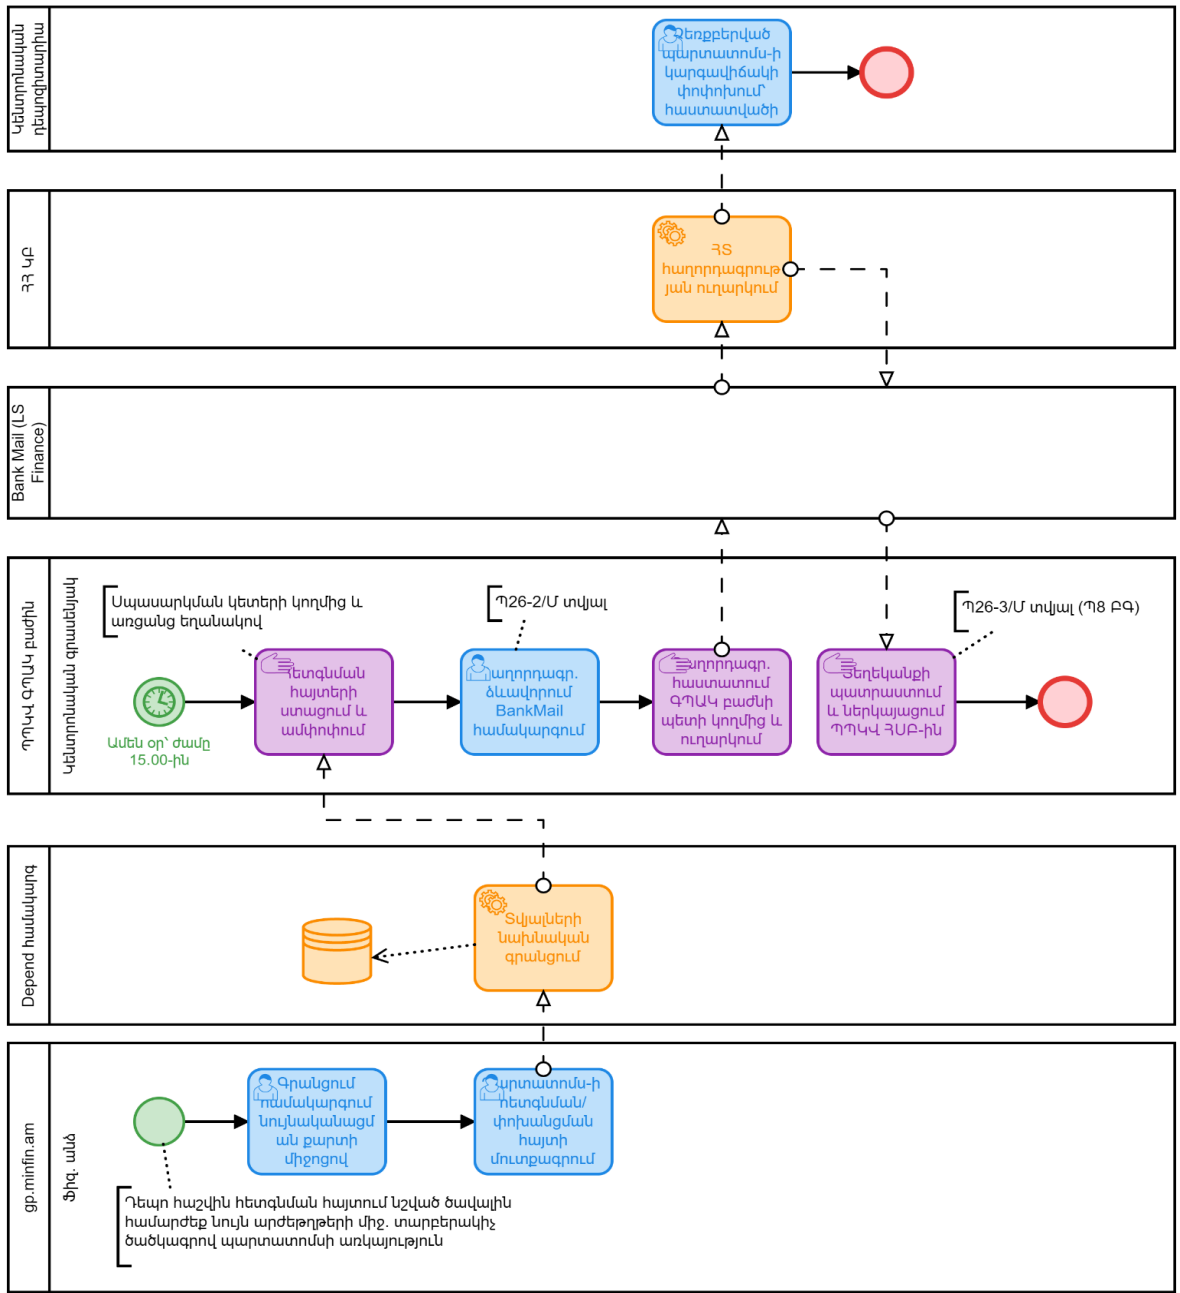 Կենտրոնական
դեպոզիտարիա
Ձեռքբերված
պարտատոմս-ի
կարգավիճակի
փոփոխում՝
հաստատվածի
ՀՀ ԿԲ
ՀՏ
հաղորդագրութ
յան ուղարկում
Bank Mail (LS
Finance)
ՊՊԿՎ ԳՊԱԿ բաժին
Կենտրոնական գրասենյակ
Սպասարկման կետերի կողմից և
առցանց եղանակով
Պ26-2/Մ տվյալ
Պ26-3/Մ տվյալ (Պ8 ԲԳ)
Ամեն օր՝ ժամը
15.00-ին
Հետգնման
հայտերի
ստացում և
ամփոփում
Հաղորդագր.
ձևավորում
BankMail
համակարգում
Հաղորդագր.
հաստատում
ԳՊԱԿ բաժնի
պետի կողմից և
ուղարկում
Տեղեկանքի
պատրաստում
և ներկայացում
ՊՊԿՎ ՀՍԲ-ին
Depend համակարգ
Տվյալների
նախնական
գրանցում
gp.minfin.am
Ֆիզ. անձ
Գրանցում
համակարգում
նույնականացմ
ան քարտի
միջոցով
Պարտատոմս-ի
հետգնման/
փոխանցման
հայտի
մուտքագրում
Դեպո հաշվին հետգնման հայտում նշված ծավալին
համարժեք նույն արժեթղթերի միջ. տարբերակիչ
ծածկագրով պարտատոմսի առկայություն